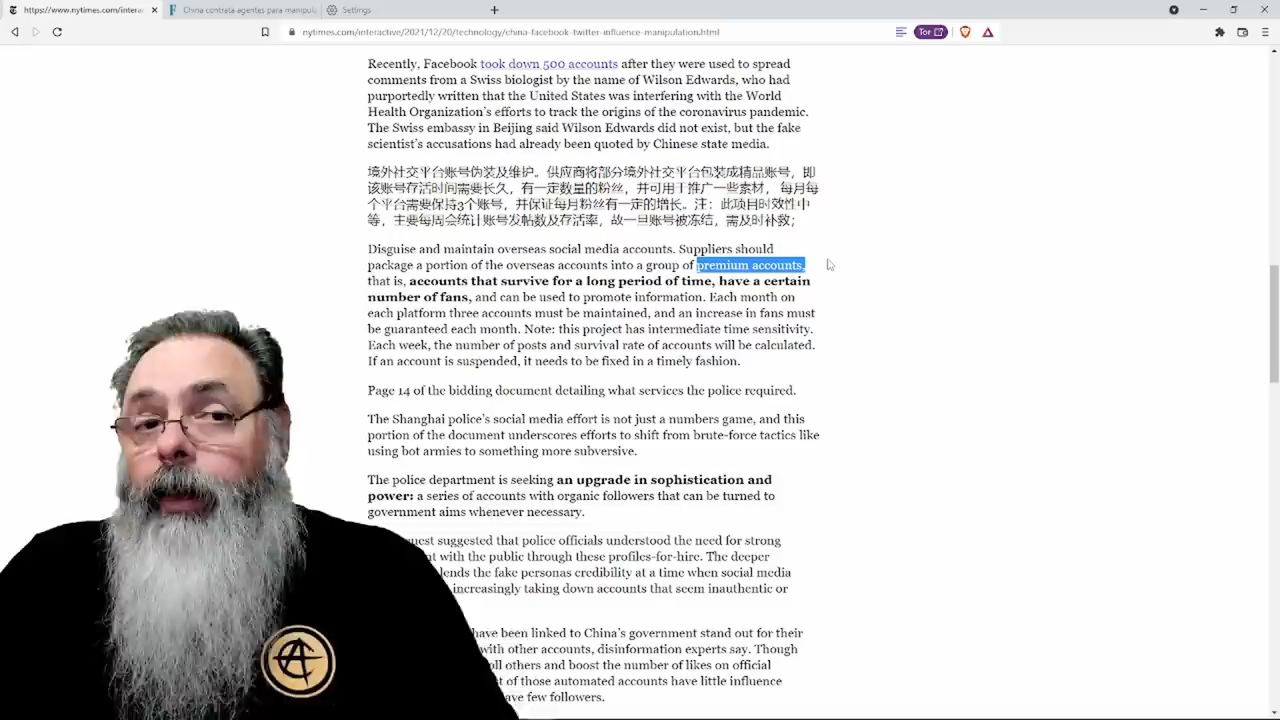 https://www.nytimes.com/intera
China contrata agentes para manipul
Settings
nytimes.com/interactive/2021/12/20/technology/china-facebook-twitter-influence-manipulation.html
Tor
Recently, Facebook took down 500 accounts after they were used to spread
comments from a Swiss biologist by the name of Wilson Edwards, who had
purportedly written that the United States was interfering with the World
Health Organization's efforts to track the origins of the coronavirus pandemic.
The Swiss embassy in Beijing said Wilson Edwards did not exist, but the fake
scientist's accusations had already been quoted by Chinese state media.
境外社交平台账号伪装及维护。供应商将部分境外社交平台包装成精品账号，即
该账号存活时间需要长久，有一定数量的粉丝，并可用于推广一些素材， 每月每
个平台需要保持3个账号，并保证每月粉丝有一定的增长。注：此项目时效性中
等，主要每周会统计账号发帖数及存活率，故一旦账号被冻结，需及时补救；
Disguise and maintain overseas social media accounts. Suppliers should
package a portion of the overseas accounts into a group of premium accounts,
that is, accounts that survive for a long period of time, have a certain
number of fans, and can be used to promote information. Each month on
each platform three accounts must be maintained, and an increase in fans must
be guaranteed each month. Note: this project has intermediate time sensitivity.
Each week, the number of posts and survival rate of accounts will be calculated.
If an account is suspended, it needs to be fixed in a timely fashion.
Page 14 of the bidding document detailing what services the police required.
The Shanghai police's social media effort is not just a numbers game, and this
portion of the document underscores efforts to shift from brute-force tactics like
using bot armies to something more subversive.
The police department is seeking an upgrade in sophistication and
power: a series of accounts with organic followers that can be turned to
government aims whenever necessary.
suggested that police officials understood the need for strong
with the public through these profiles-for-hire. The deeper
lends the fake personas credibility at a time when social media
increasingly taking down accounts that seem inauthentic or
have been linked to China's government stand out for their
with other accounts, disinformation experts say. Though
others and boost the number of likes on official
of those automated accounts have little influence
have few followers.